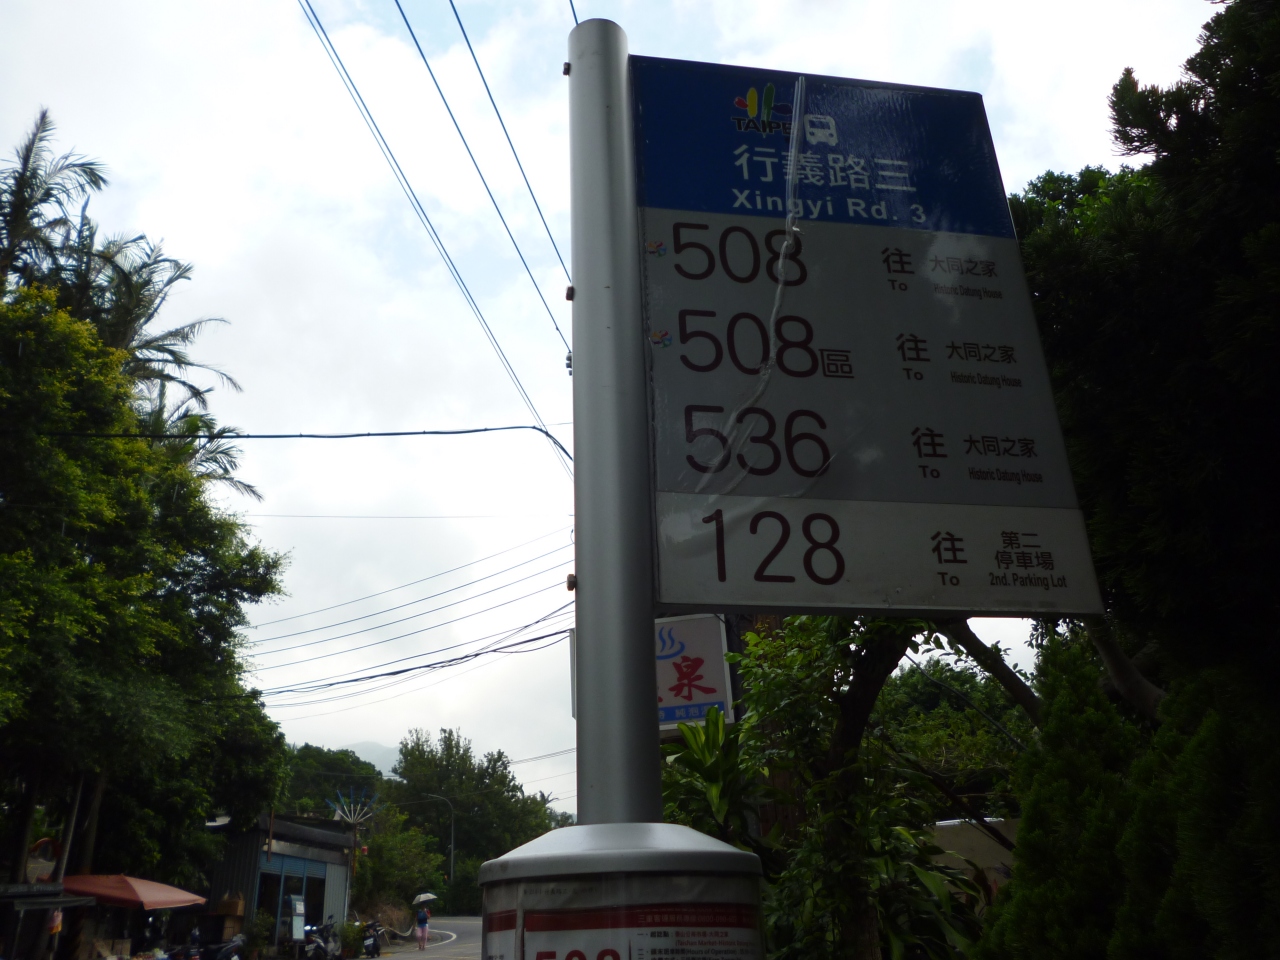 TAIPEI
行義路三
Xingyi Rd. 3
508 往 大同之家
To Historic Datung House
508區 往 大同之家
To Historic Datung House
536 往 大同之家
To Historic Datung House
128 往 第二
停車場
To 2nd. Parking Lot
泉
508